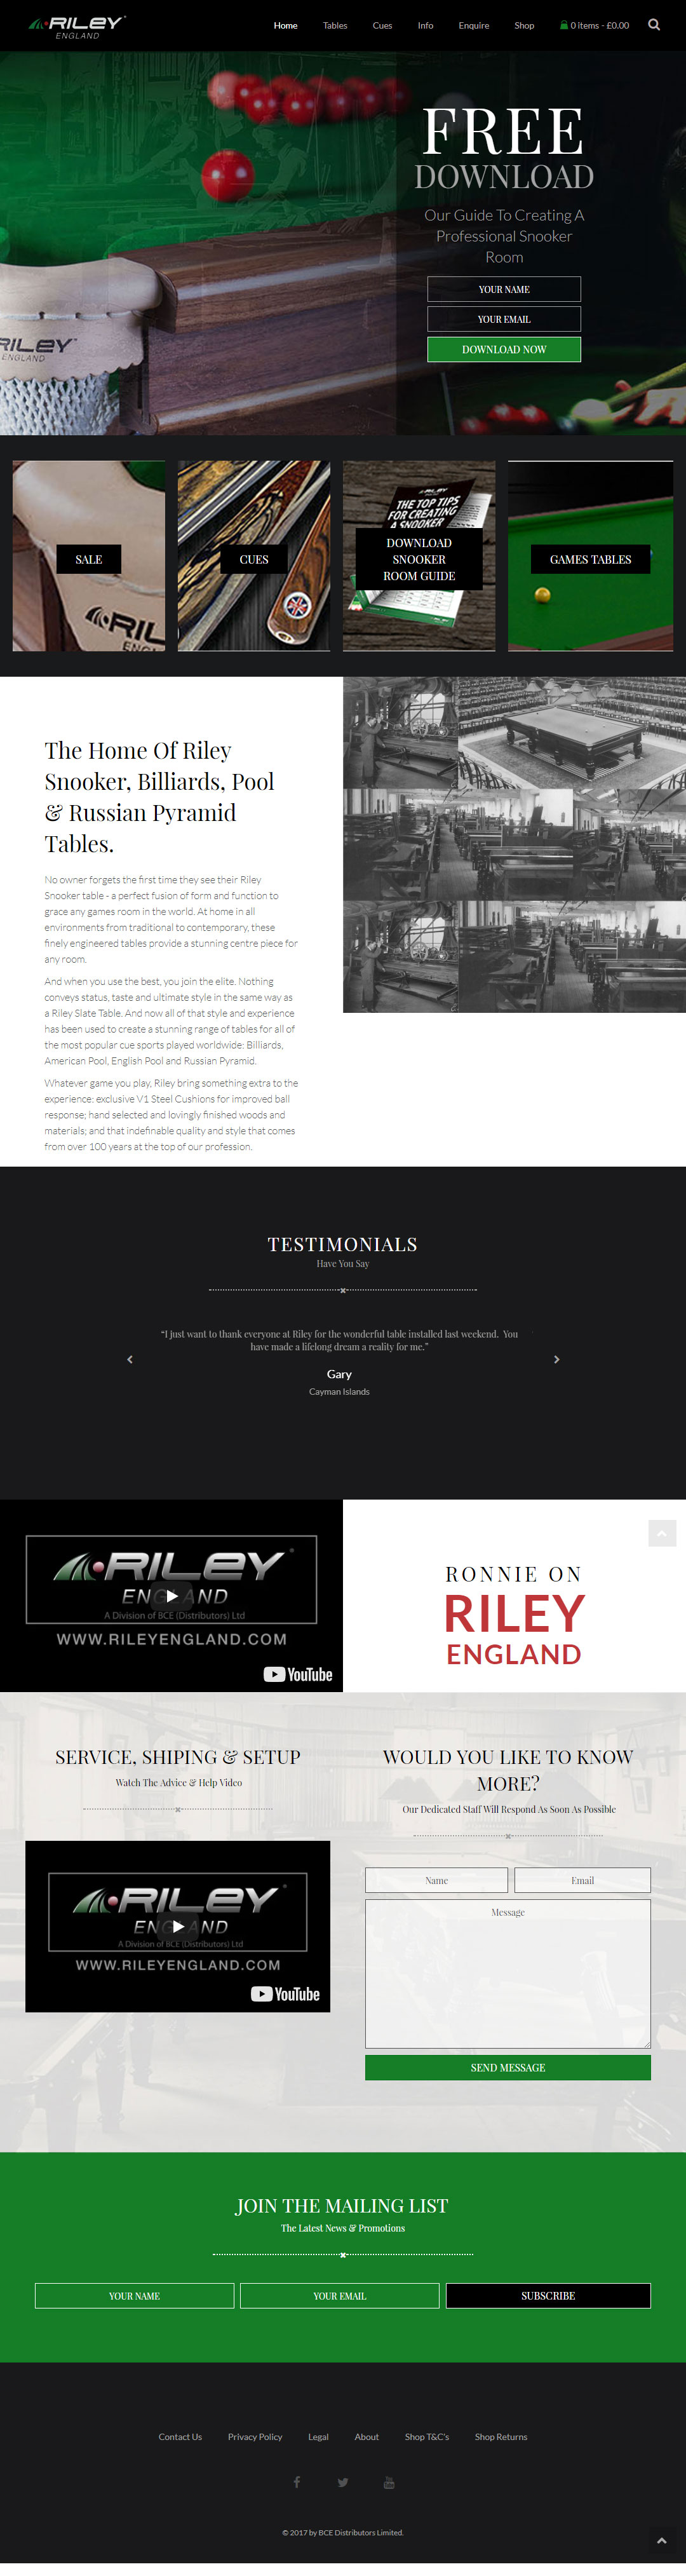 RILEY
ENGLAND
Home Tables Cues Info Enquire Shop 0 items - £0.00
FREE
DOWNLOAD
Our Guide To Creating A
Professional Snooker
Room
YOUR NAME
YOUR EMAIL
DOWNLOAD NOW
RILEY
ENGLAND
SALE
CUES
RILEY
THE TOP TIPS
FOR CREATING
A SNOOKER
DOWNLOAD
SNOOKER
ROOM GUIDE
GAMES TABLES
The Home Of Riley
Snooker, Billiards, Pool
& Russian Pyramid
Tables.
No owner forgets the first time they see their Riley
Snooker table - a perfect fusion of form and function to
grace any games room in the world. At home in all
environments from traditional to contemporary, these
finely engineered tables provide a stunning centre piece for
any room.
And when you use the best, you join the elite. Nothing
conveys status, taste and ultimate style in the same way as
a Riley Slate Table. And now all of that style and experience
has been used to create a stunning range of tables for all of
the most popular cue sports played worldwide: Billiards,
American Pool, English Pool and Russian Pyramid.
Whatever game you play, Riley bring something extra to the
experience: exclusive V1 Steel Cushions for improved ball
response; hand selected and lovingly finished woods and
materials; and that indefinable quality and style that comes
from over 100 years at the top of our profession.
TESTIMONIALS
Have You Say
“I just want to thank everyone at Riley for the wonderful table installed last weekend. You
have made a lifelong dream a reality for me.”
Gary
Cayman Islands
RILEY
ENGLAND
A Division of BCE (Distributors) Ltd
WWW.RILEYENGLAND.COM
YouTube
RONNIE ON
RILEY
ENGLAND
SERVICE, SHIPING & SETUP
Watch The Advice & Help Video
RILEY
ENGLAND
A Division of BCE (Distributors) Ltd
WWW.RILEYENGLAND.COM
YouTube
WOULD YOU LIKE TO KNOW
MORE?
Our Dedicated Staff Will Respond As Soon As Possible
Name Email
Message
SEND MESSAGE
JOIN THE MAILING LIST
The Latest News & Promotions
YOUR NAME YOUR EMAIL SUBSCRIBE
Contact Us Privacy Policy Legal About Shop T&C's Shop Returns
© 2017 by BCE Distributors Limited.